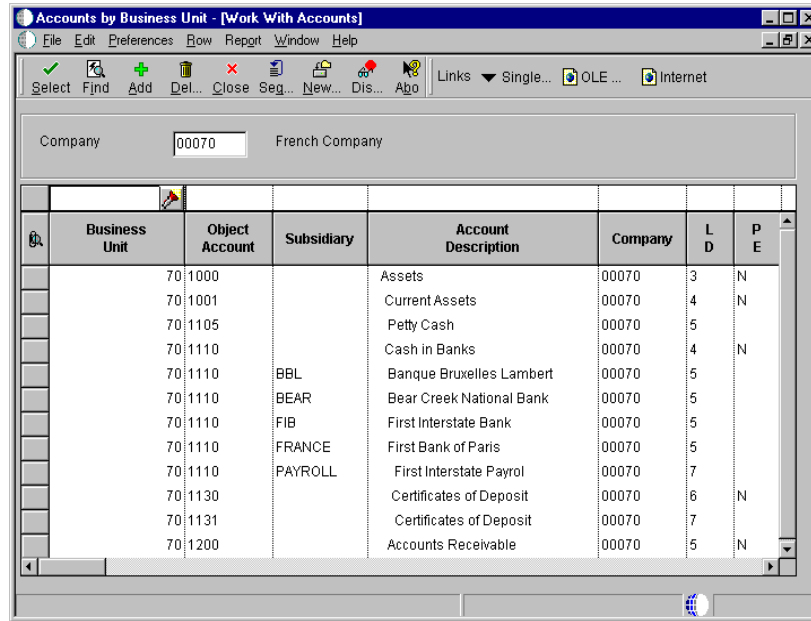 Accounts by Business Unit - [Work With Accounts]
File Edit Preferences Row Report Window Help
Select Find Add Del... Close Seg... New... Dis... Abo Links Single... OLE ... Internet
Company 00070 French Company
Business Unit Object Account Subsidiary Account Description Company L D P E
70 1000 Assets 00070 3 N
70 1001 Current Assets 00070 4 N
70 1105 Petty Cash 00070 5
70 1110 Cash in Banks 00070 4 N
70 1110 BBL Banque Bruxelles Lambert 00070 5
70 1110 BEAR Bear Creek National Bank 00070 5
70 1110 FIB First Interstate Bank 00070 5
70 1110 FRANCE First Bank of Paris 00070 5
70 1110 PAYROLL First Interstate Payrol 00070 7
70 1130 Certificates of Deposit 00070 6 N
70 1131 Certificates of Deposit 00070 7
70 1200 Accounts Receivable 00070 5 N